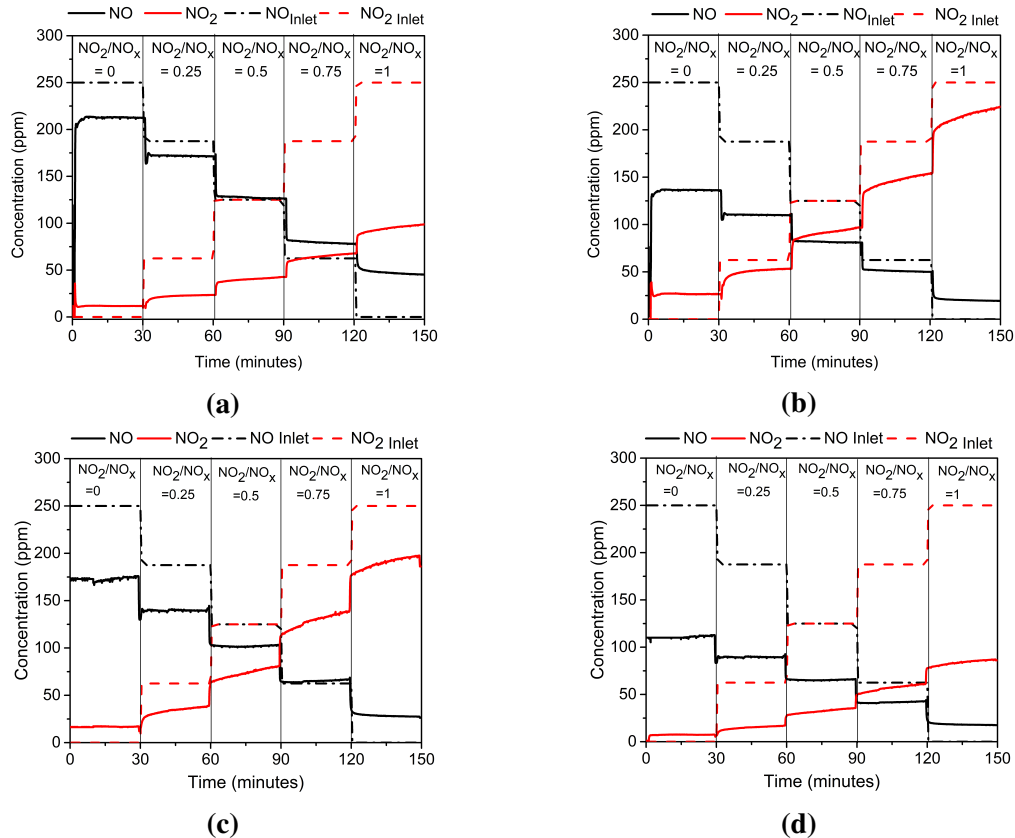 NO NO2 NOInlet NO2 Inlet
300
250
200
150
100
50
0
Concentration (ppm)
NO2/NOx NO2/NOx NO2/NOx NO2/NOx NO2/NOx
= 0 = 0.25 = 0.5 = 0.75 =1
0 30 60 90 120 150
Time (minutes)
(a)
NO NO2 NOInlet NO2 Inlet
300
250
200
150
100
50
0
Concentration (ppm)
NO2/NOx NO2/NOx NO2/NOx NO2/NOx NO2/NOx
= 0 = 0.25 = 0.5 = 0.75 =1
0 30 60 90 120 150
Time (minutes)
(b)
NO NO2 NO Inlet NO2 Inlet
300
250
200
150
100
50
0
Concentration (ppm)
NO2/NOx NO2/NOx NO2/NOx NO2/NOx NO2/NOx
=0 =0.25 =0.5 =0.75 =1
0 30 60 90 120 150
Time (minutes)
(c)
NO NO2 NO Inlet NO2 Inlet
300
250
200
150
100
50
0
Concentration (ppm)
NO2/NOx NO2/NOx NO2/NOx NO2/NOx NO2/NOx
=0 =0.25 =0.5 =0.75 =1
0 30 60 90 120 150
Time (minutes)
(d)